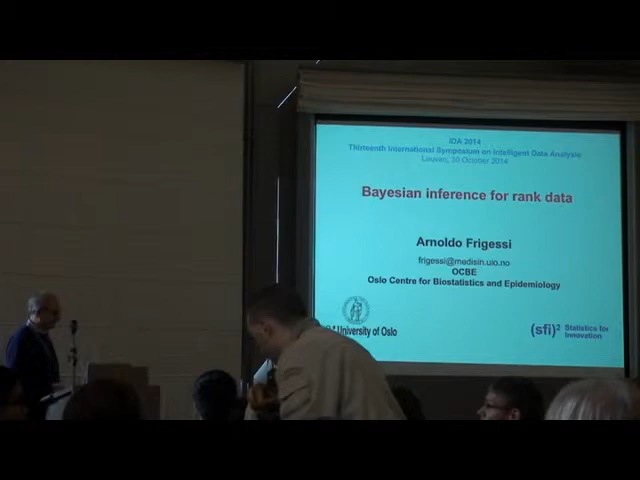 IDA 2014
Thirteenth International Symposium on Intelligent Data Analysis
Leuven, 30 October 2014
Bayesian inference for rank data
Arnoldo Frigessi
frigessi@medisin.uio.no
OCBE
Oslo Centre for Biostatistics and Epidemiology
University of Oslo
(sfi)² Statistics for
Innovation